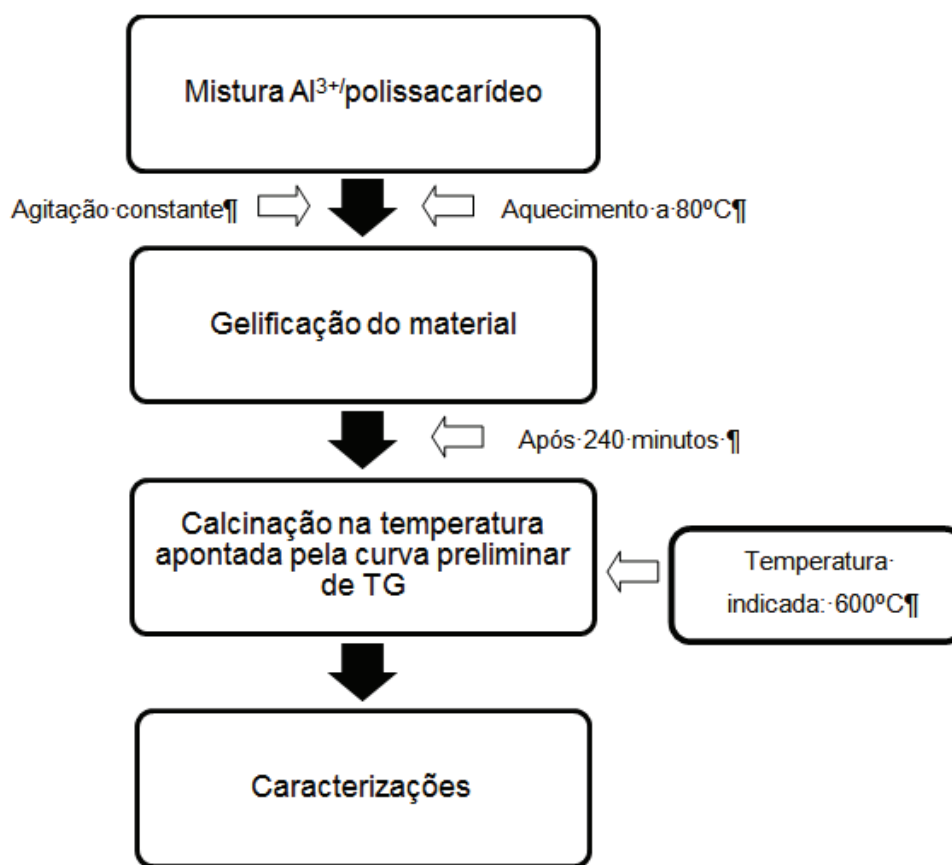 Mistura Al³⁺/polissacarídeo
Agitação·constante¶
Aquecimento·a·80ºC¶
Gelificação do material
Após·240·minutos·¶
Calcinação na temperatura
apontada pela curva preliminar
de TG
Temperatura·
indicada:·600ºC¶
Caracterizações